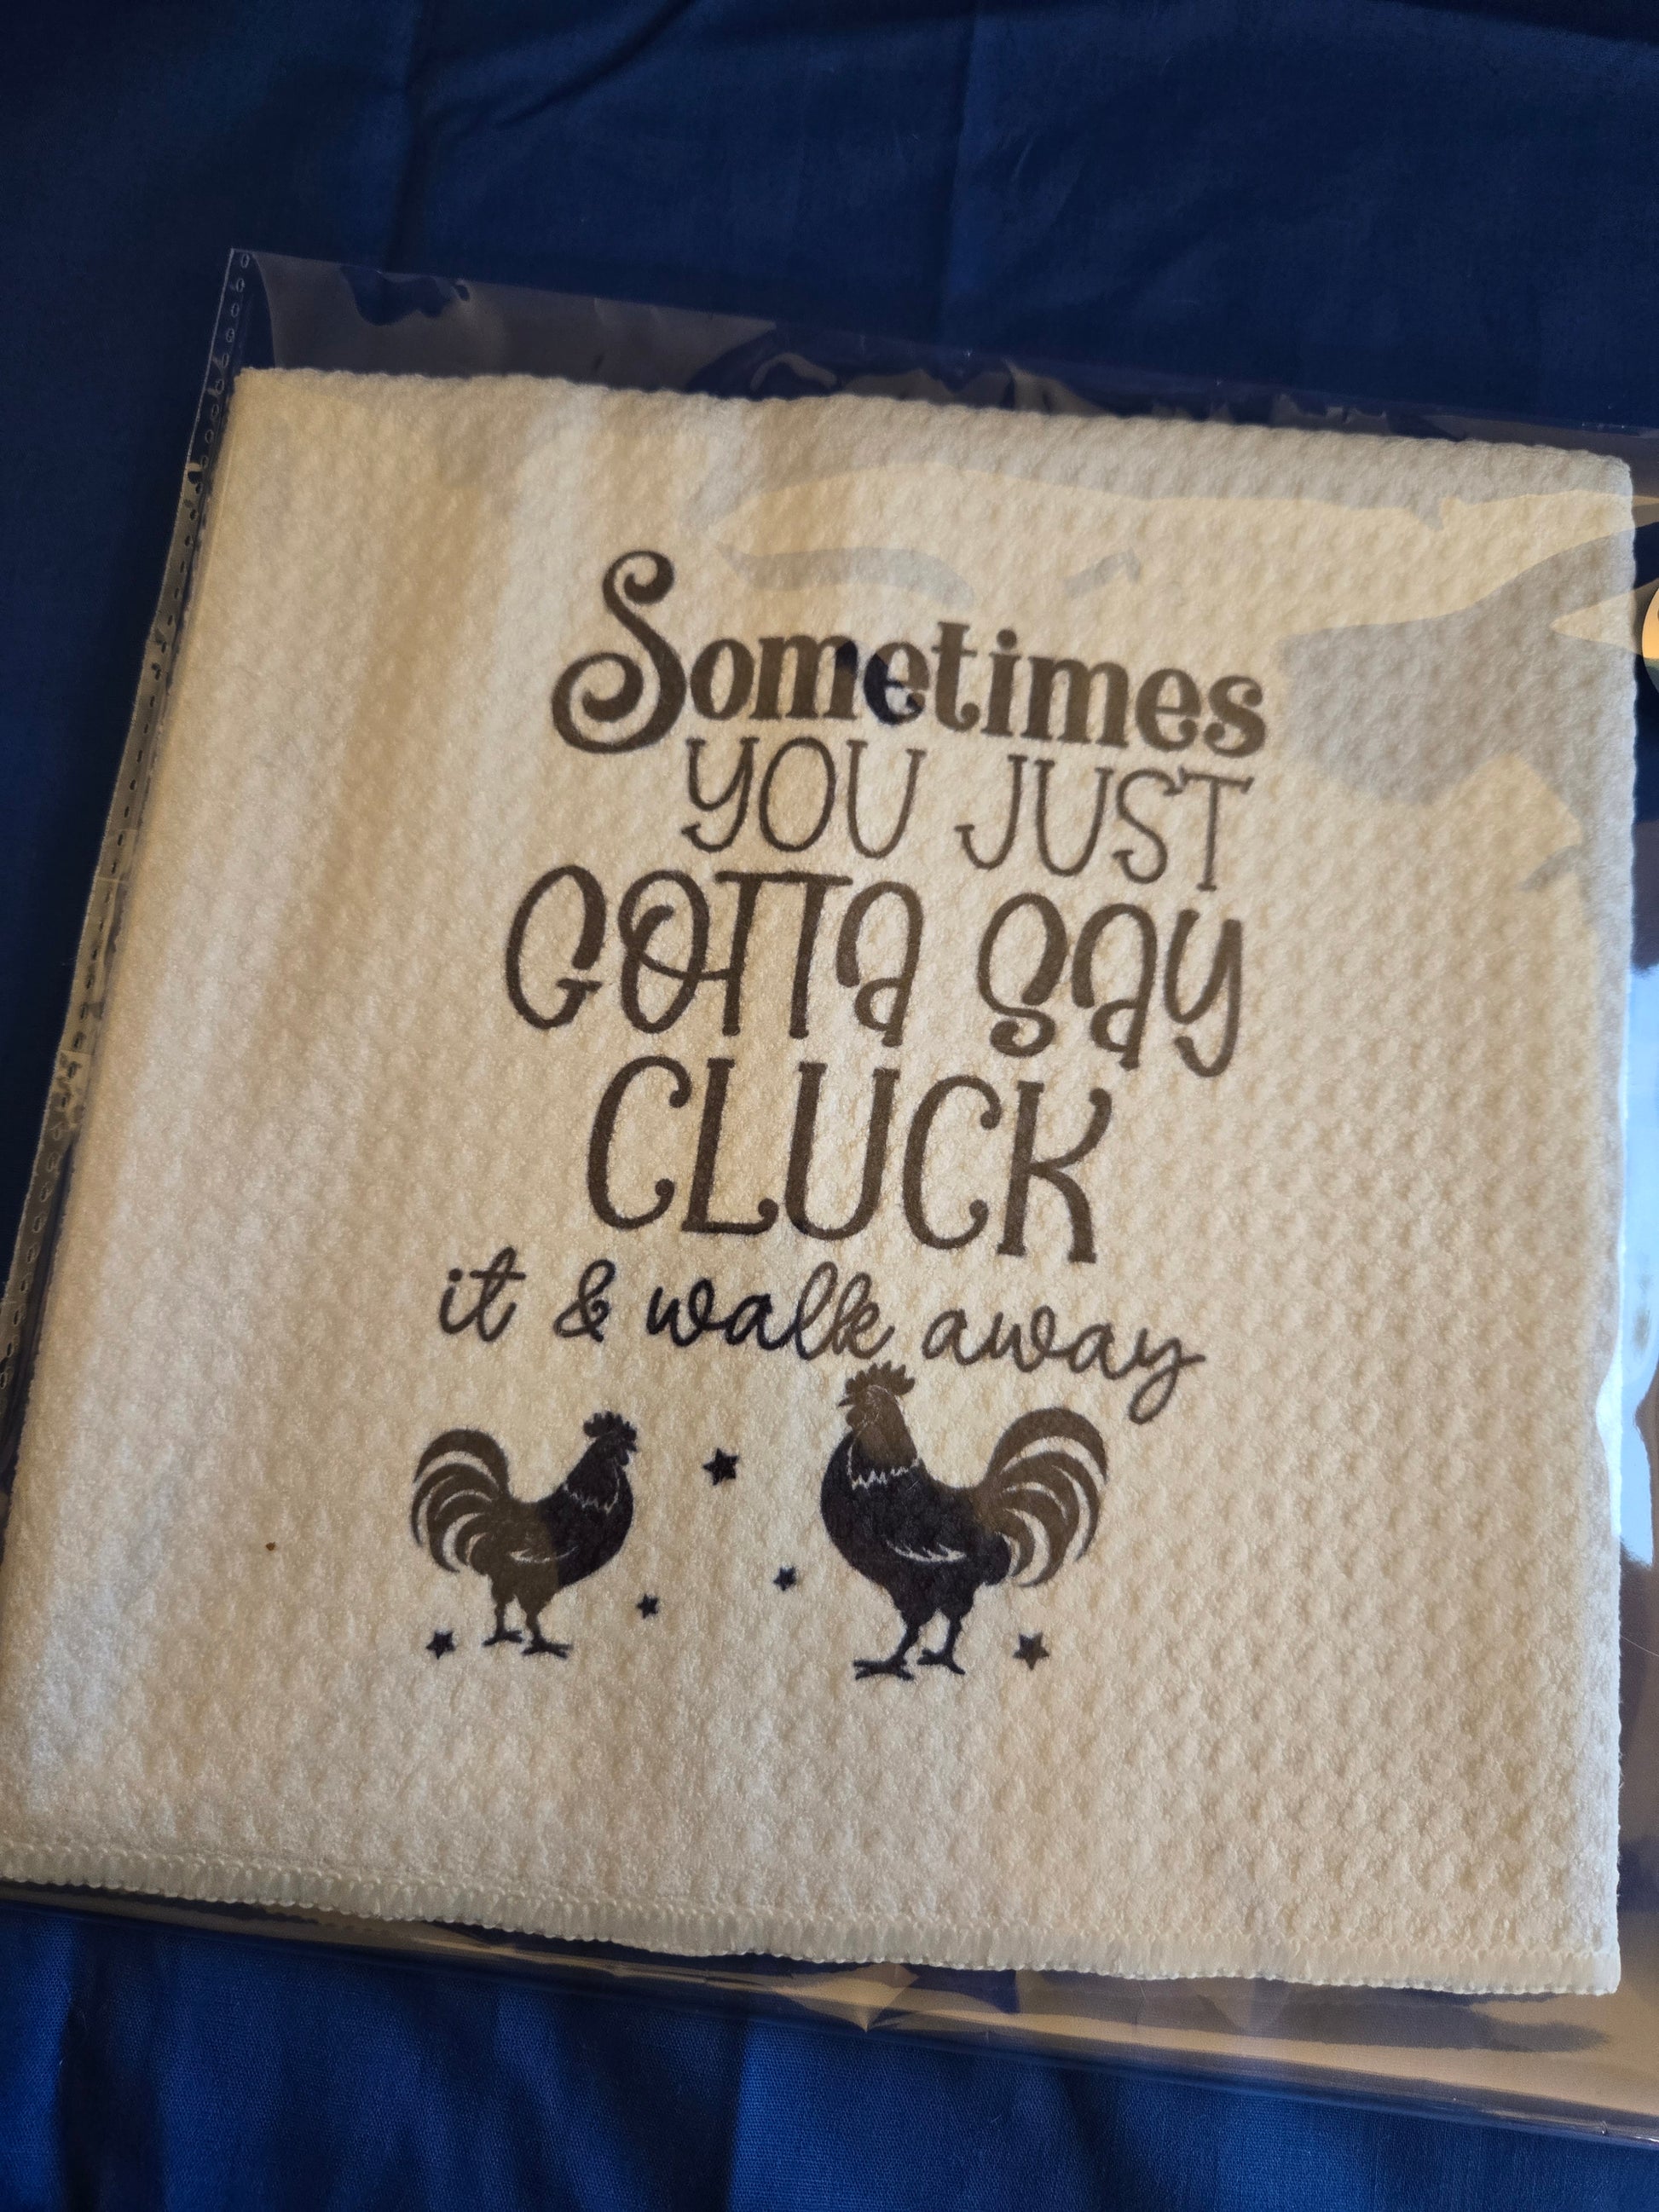 Sometimes
YOU JUST
GOTTA SAY
CLUCK
it & walk away